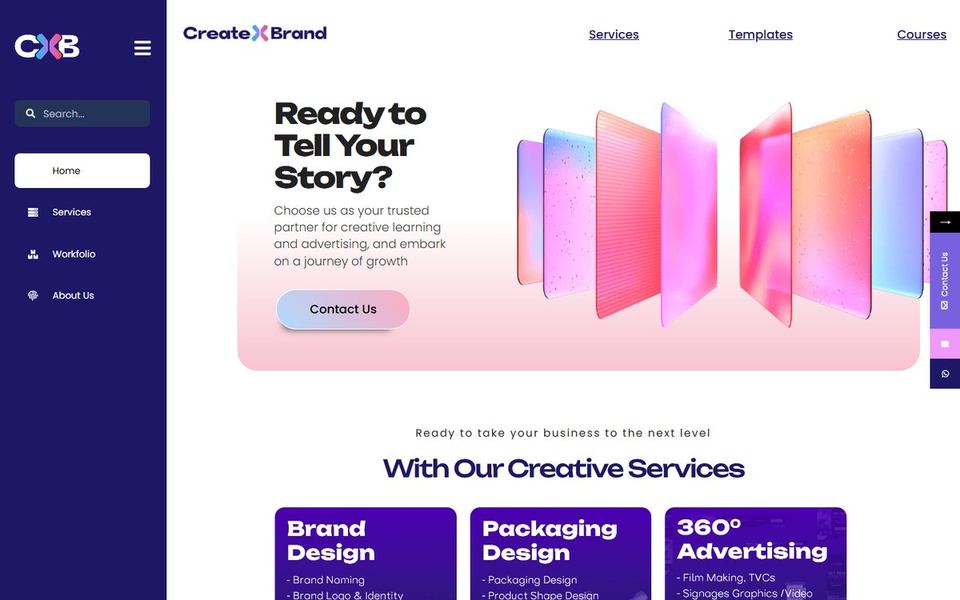 CXB
Search...
Home
Services
Workfolio
About Us
CreateXBrand
Services
Templates
Courses
Ready to
Tell Your
Story?
Choose us as your trusted
partner for creative learning
and advertising, and embark
on a journey of growth
Contact Us
Contact Us
Ready to take your business to the next level
With Our Creative Services
Brand
Design
- Brand Naming
- Brand Logo & Identity
Packaging
Design
- Packaging Design
- Product Shape Design
360°
Advertising
- Film Making, TVCs
- Signages Graphics /Video